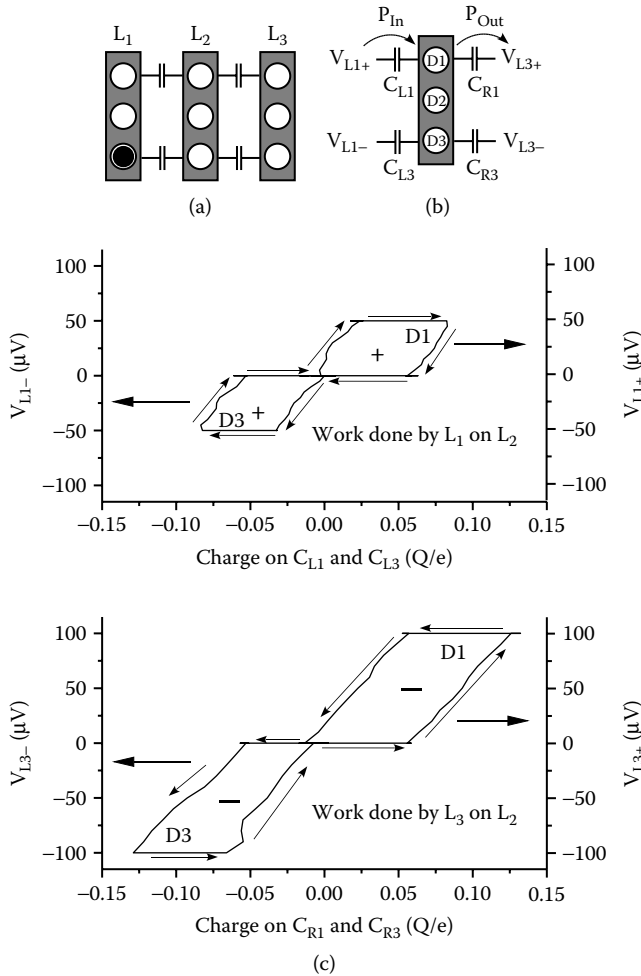 L1 L2 L3
(a)
PIn POut
VL1+ D1 VL3+
CL1 CR1
D2
VL1− D3 VL3−
CL3 CR3
(b)
100
50
0
−50
−100
VL1− (µV)
D1
+
D3
+
Work done by L1 on L2
100
50
0
−50
−100
VL1+ (µV)
−0.15 −0.10 −0.05 0.00 0.05 0.10 0.15
Charge on CL1 and CL3 (Q/e)
100
50
0
−50
−100
VL3− (µV)
D1
−
−
D3
Work done by L3 on L2
100
50
0
−50
−100
VL3+ (µV)
−0.15 −0.10 −0.05 0.00 0.05 0.10 0.15
Charge on CR1 and CR3 (Q/e)
(c)